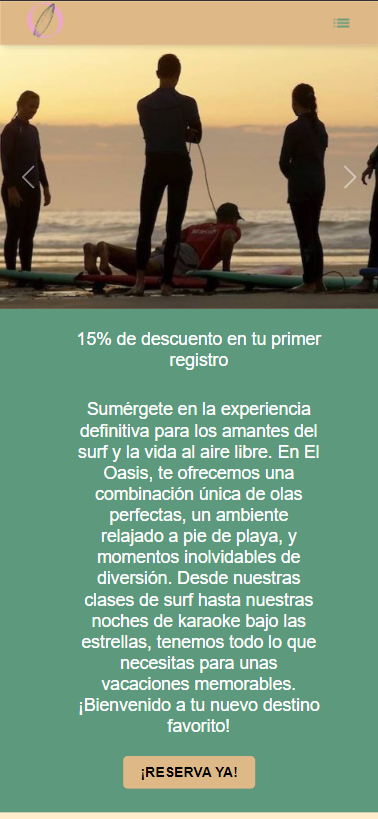 15% de descuento en tu primer
registro
Sumérgete en la experiencia
definitiva para los amantes del
surf y la vida al aire libre. En El
Oasis, te ofrecemos una
combinación única de olas
perfectas, un ambiente
relajado a pie de playa, y
momentos inolvidables de
diversión. Desde nuestras
clases de surf hasta nuestras
noches de karaoke bajo las
estrellas, tenemos todo lo que
necesitas para unas
vacaciones memorables.
¡Bienvenido a tu nuevo destino
favorito!
¡RESERVA YA!